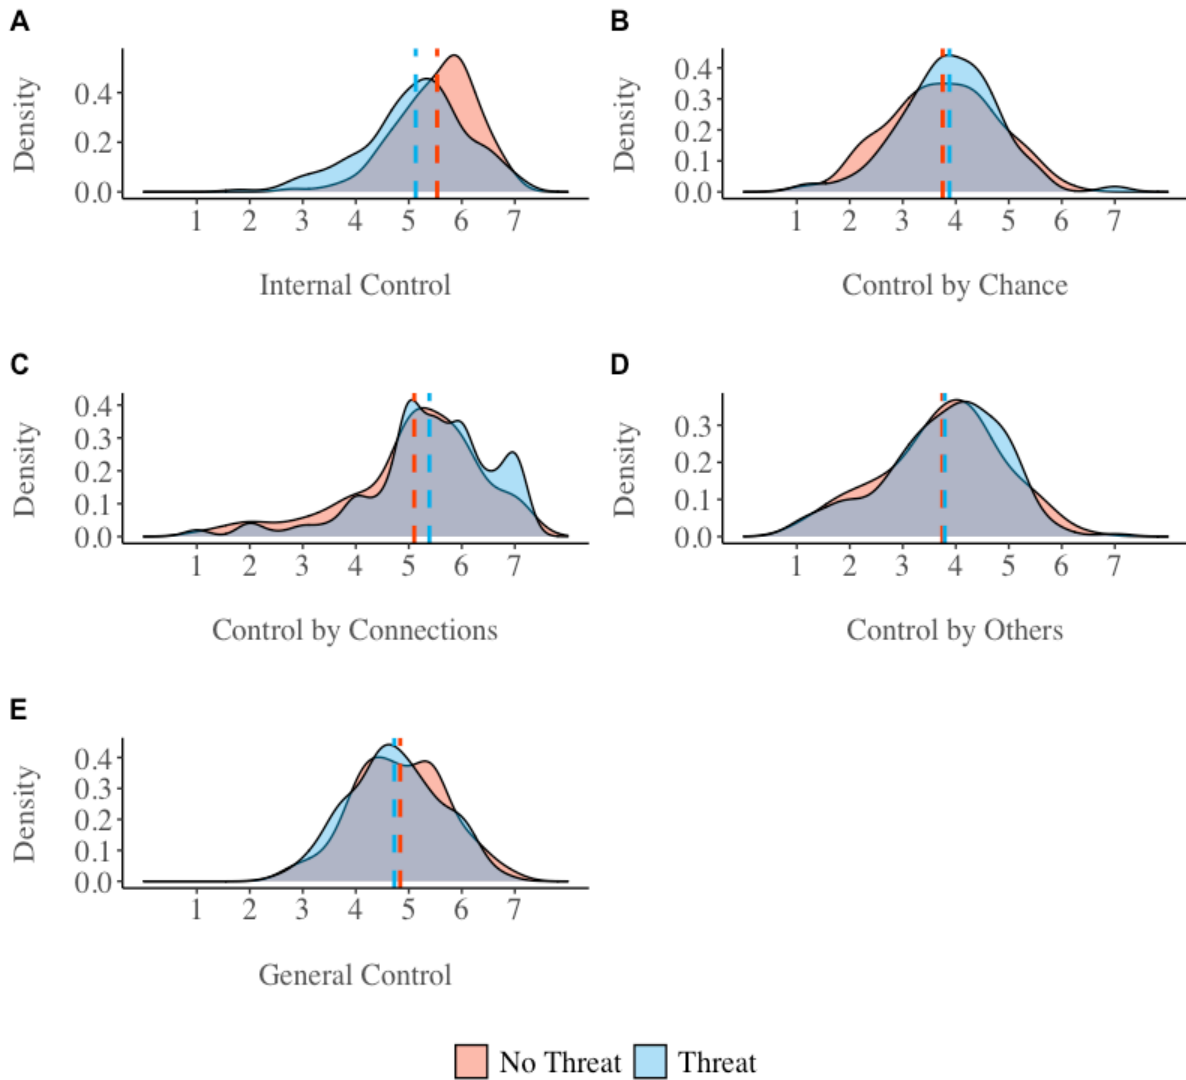 A
Density
0.4
0.2
0.0
1 2 3 4 5 6 7
Internal Control
B
Density
0.4
0.3
0.2
0.1
0.0
1 2 3 4 5 6 7
Control by Chance
C
Density
0.4
0.3
0.2
0.1
0.0
1 2 3 4 5 6 7
Control by Connections
D
Density
0.3
0.2
0.1
0.0
1 2 3 4 5 6 7
Control by Others
E
Density
0.4
0.3
0.2
0.1
0.0
1 2 3 4 5 6 7
General Control
No Threat Threat